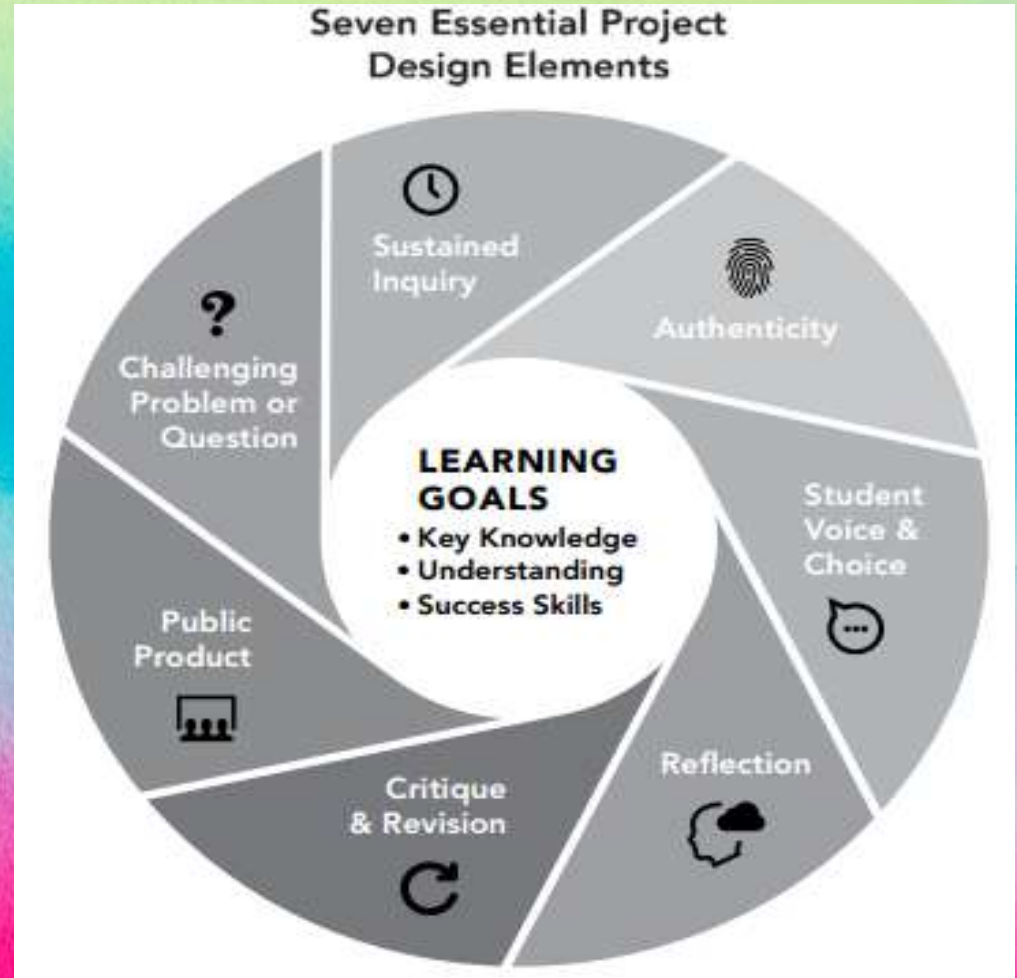 Seven Essential Project
Design Elements
Challenging
Problem or
Question
Sustained
Inquiry
Authenticity
Student
Voice &
Choice
Reflection
Critique
& Revision
Public
Product
LEARNING
GOALS
• Key Knowledge
• Understanding
• Success Skills